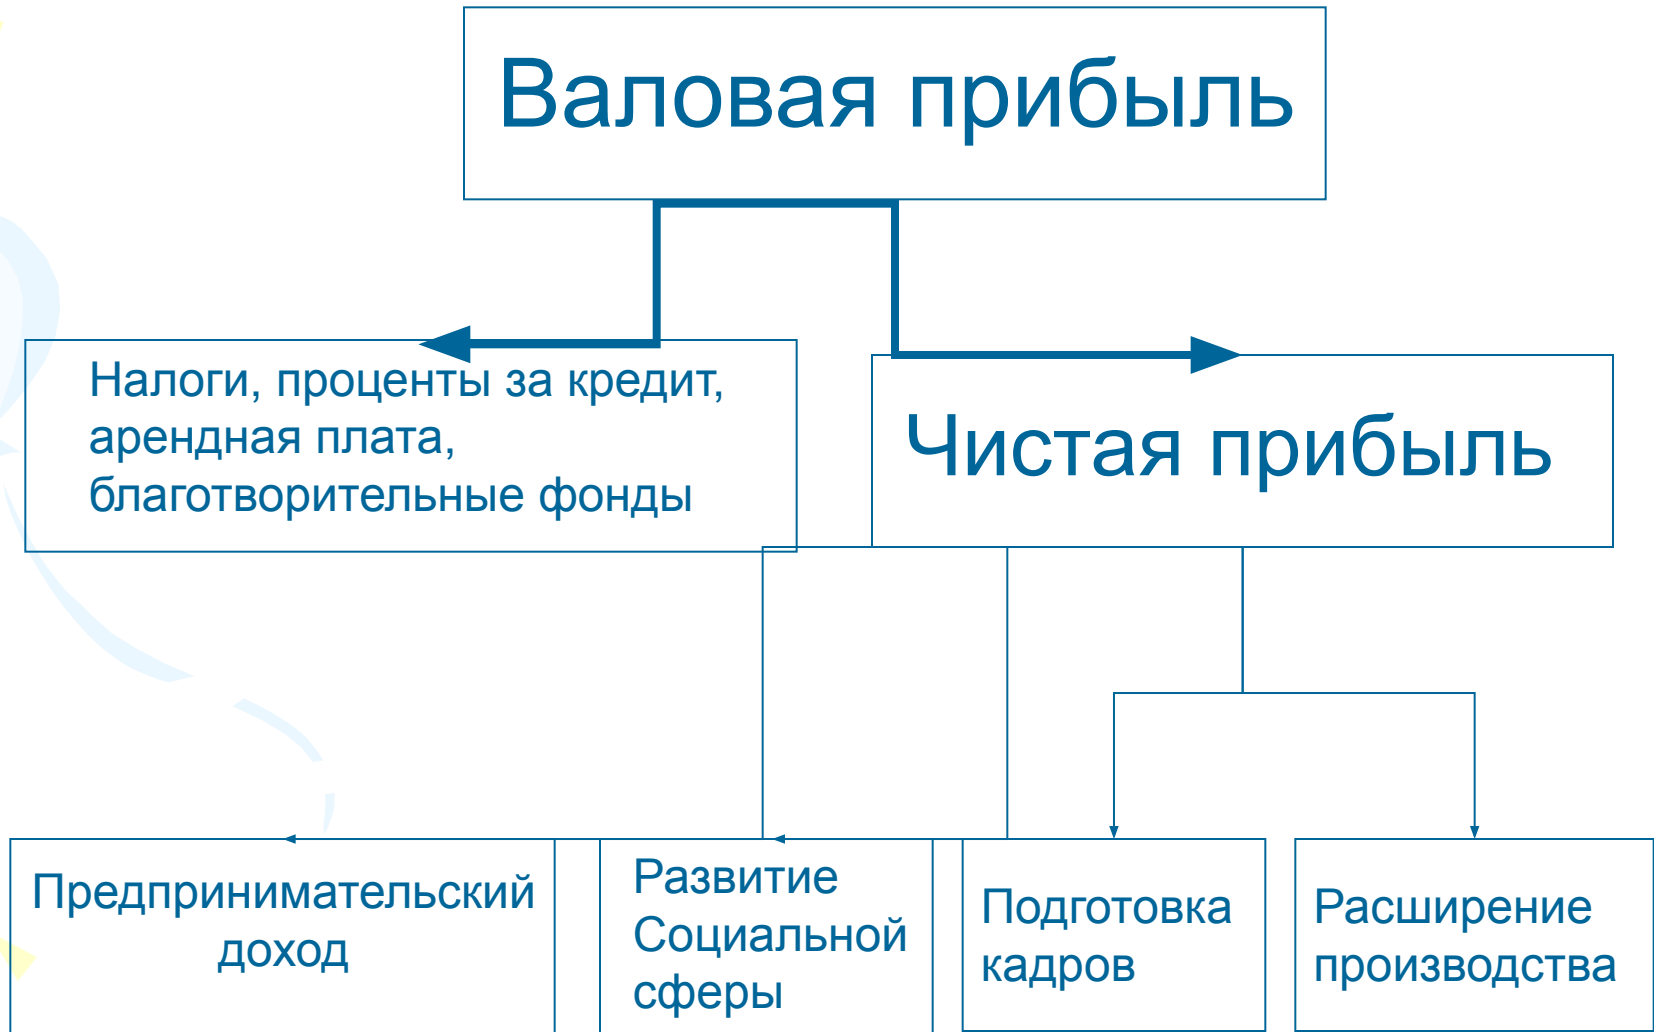 Валовая прибыль
Налоги, проценты за кредит,
арендная плата,
благотворительные фонды
Чистая прибыль
Предпринимательский
доход
Развитие
Социальной
сферы
Подготовка
кадров
Расширение
производства